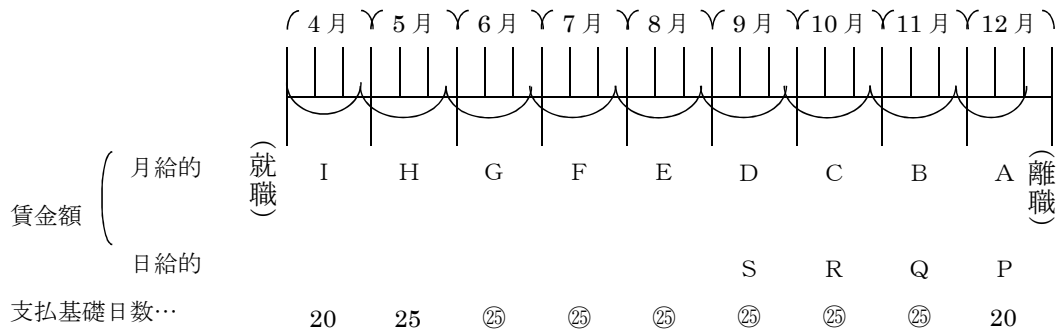 4月 5月 6月 7月 8月 9月 10月 11月 12月
賃金額
月給的 (就職) I H G F E D C B A (離職)
日給的 S R Q P
支払基礎日数… 20 25 ㉕ ㉕ ㉕ ㉕ ㉕ ㉕ 20